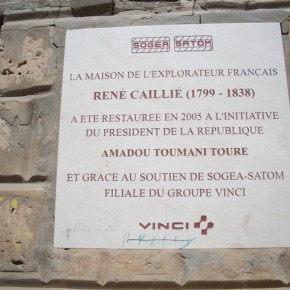 SOGEA SATOM
LA MAISON DE L'EXPLORATEUR FRANÇAIS
RENÉ CAILLIÉ (1799 - 1838)
A ETE RESTAUREE EN 2005 A L'INITIATIVE
DU PRESIDENT DE LA REPUBLIQUE
AMADOU TOUMANI TOURE
ET GRACE AU SOUTIEN DE SOGEA-SATOM
FILIALE DU GROUPE VINCI
VINCI